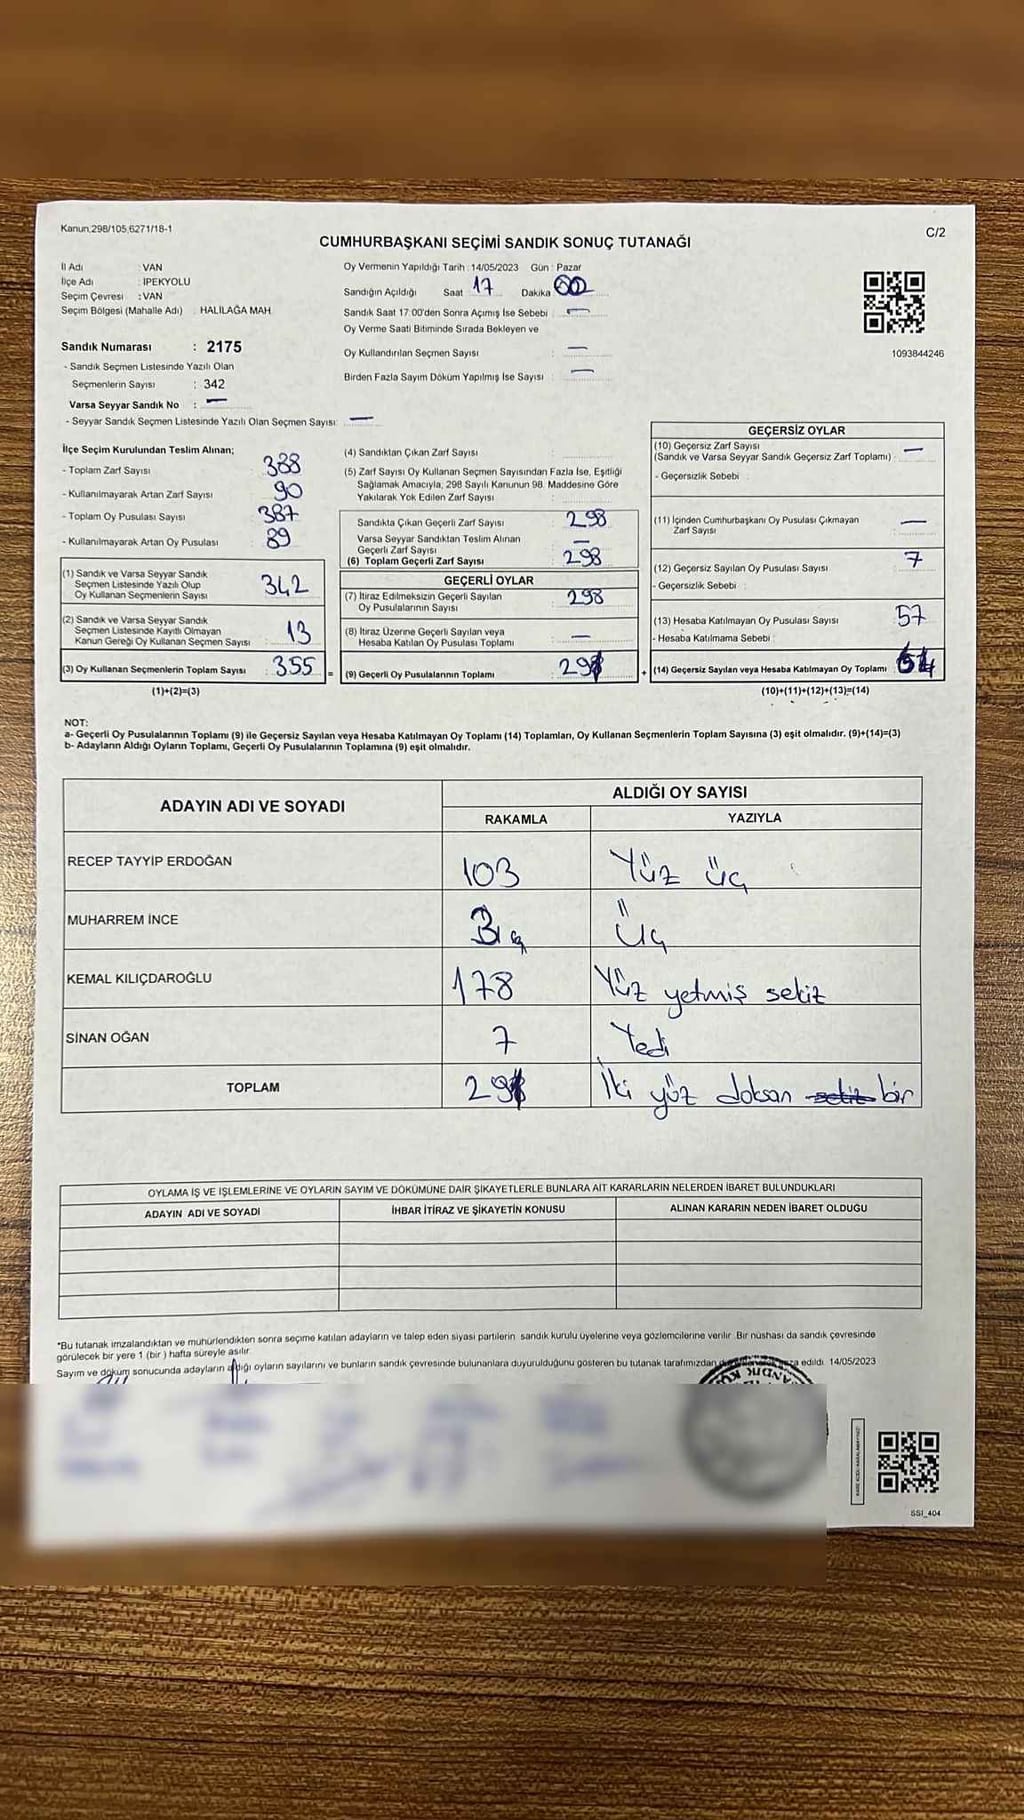 Kanun,298/105,6271/18-1
C/2
CUMHURBAŞKANI SEÇİMİ SANDIK SONUÇ TUTANAĞI
İl Adı : VAN
İlçe Adı : İPEKYOLU
Seçim Çevresi : VAN
Seçim Bölgesi (Mahalle Adı) : HALİLAĞA MAH.
Sandık Numarası : 2175
- Sandık Seçmen Listesinde Yazılı Olan
Seçmenlerin Sayısı : 342
Varsa Seyyar Sandık No : —
- Seyyar Sandık Seçmen Listesinde Yazılı Olan Seçmen Sayısı: —
Oy Vermenin Yapıldığı Tarih : 14/05/2023 Gün : Pazar
Sandığın Açıldığı Saat 17 Dakika 00
Sandık Saat 17:00'den Sonra Açımış İse Sebebi : —
Oy Verme Saati Bitiminde Sırada Bekleyen ve
Oy Kullandırılan Seçmen Sayısı : —
Birden Fazla Sayım Döküm Yapılmış İse Sayısı : —
1093844246
İlçe Seçim Kurulundan Teslim Alınan;
- Toplam Zarf Sayısı : 388
- Kullanılmayarak Artan Zarf Sayısı : 90
- Toplam Oy Pusulası Sayısı : 387
- Kullanılmayarak Artan Oy Pusulası : 89
(1) Sandık ve Varsa Seyyar Sandık
Seçmen Listesinde Yazılı Olup
Oy Kullanan Seçmenlerin Sayısı : 342
(2) Sandık ve Varsa Seyyar Sandık
Seçmen Listesinde Kayıtlı Olmayan
Kanun Gereği Oy Kullanan Seçmen Sayısı : 13
(3) Oy Kullanan Seçmenlerin Toplam Sayısı : 355 =
(1)+(2)=(3)
(4) Sandıktan Çıkan Zarf Sayısı :
(5) Zarf Sayısı Oy Kullanan Seçmen Sayısından Fazla İse, Eşitliği
Sağlamak Amacıyla, 298 Sayılı Kanunun 98. Maddesine Göre
Yakılarak Yok Edilen Zarf Sayısı :
Sandıkta Çıkan Geçerli Zarf Sayısı : 298
Varsa Seyyar Sandıktan Teslim Alınan
Geçerli Zarf Sayısı : —
(6) Toplam Geçerli Zarf Sayısı : 298
GEÇERLİ OYLAR
(7) İtiraz Edilmeksizin Geçerli Sayılan
Oy Pusulalarının Sayısı : 298
(8) İtiraz Üzerine Geçerli Sayılan veya
Hesaba Katılan Oy Pusulası Toplamı : —
(9) Geçerli Oy Pusulalarının Toplamı : 291 +
GEÇERSİZ OYLAR
(10) Geçersiz Zarf Sayısı
(Sandık ve Varsa Seyyar Sandık Geçersiz Zarf Toplamı) : —
- Geçersizlik Sebebi :
(11) İçinden Cumhurbaşkanı Oy Pusulası Çıkmayan
Zarf Sayısı : —
(12) Geçersiz Sayılan Oy Pusulası Sayısı : 7
- Geçersizlik Sebebi :
(13) Hesaba Katılmayan Oy Pusulası Sayısı : 57
- Hesaba Katılmama Sebebi :
(14) Geçersiz Sayılan veya Hesaba Katılmayan Oy Toplamı :
(10)+(11)+(12)+(13)=(14)
NOT:
a- Geçerli Oy Pusulalarının Toplamı (9) ile Geçersiz Sayılan veya Hesaba Katılmayan Oy Toplamı (14) Toplamları, Oy Kullanan Seçmenlerin Toplam Sayısına (3) eşit olmalıdır. (9)+(14)=(3)
b- Adayların Aldığı Oyların Toplamı, Geçerli Oy Pusulalarının Toplamına (9) eşit olmalıdır.
ADAYIN ADI VE SOYADI ALDIĞI OY SAYISI
RAKAMLA YAZIYLA
RECEP TAYYİP ERDOĞAN 103 Yüz üç
MUHARREM İNCE 3 Üç
KEMAL KILIÇDAROĞLU 178 Yüz yetmiş sekiz
SİNAN OĞAN 7 Yedi
TOPLAM 291 İki yüz doksan sekiz bir
OYLAMA İŞ VE İŞLEMLERİNE VE OYLARIN SAYIM VE DÖKÜMÜNE DAİR ŞİKAYETLERLE BUNLARA AİT KARARLARIN NELERDEN İBARET BULUNDUKLARI
ADAYIN ADI VE SOYADI İHBAR İTİRAZ VE ŞİKAYETİN KONUSU ALINAN KARARIN NEDEN İBARET OLDUĞU
*Bu tutanak imzalandıktan ve mühürlendikten sonra seçime katılan adayların ve talep eden siyasi partilerin sandık kurulu üyelerine veya gözlemcilerine verilir. Bir nüshası da sandık çevresinde
görülecek bir yere 1 (bir ) hafta süreyle asılır.
Sayım ve döküm sonucunda adayların aldığı oyların sayılarını ve bunların sandık çevresinde bulunanlara duyurulduğunu gösteren bu tutanak tarafımızdan edildi. 14/05/2023
SANDIK
SSI_404